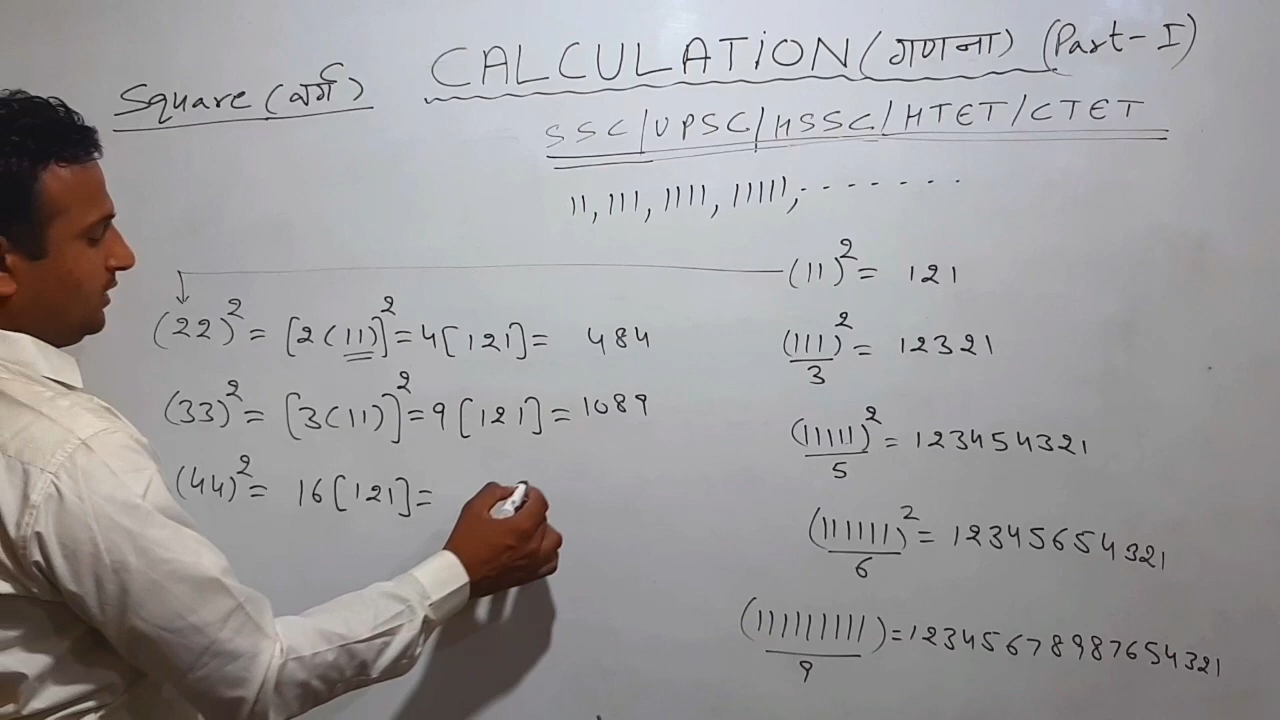 CALCULATION (गणना) (Part-I)
Square (वर्ग)
SSC/UPSC/HSSC/HTET/CTET
11, 111, 1111, 11111, - - - - - - -
(11)² = 121
(22)² = [2(11)]² = 4[121] = 484
(111)² = 12321
3
(33)² = [3(11)]² = 9[121] = 1089
(11111)² = 123454321
5
(44)² = 16[121] =
(111111)² = 12345654321
6
(111111111) = 12345678987654321
9